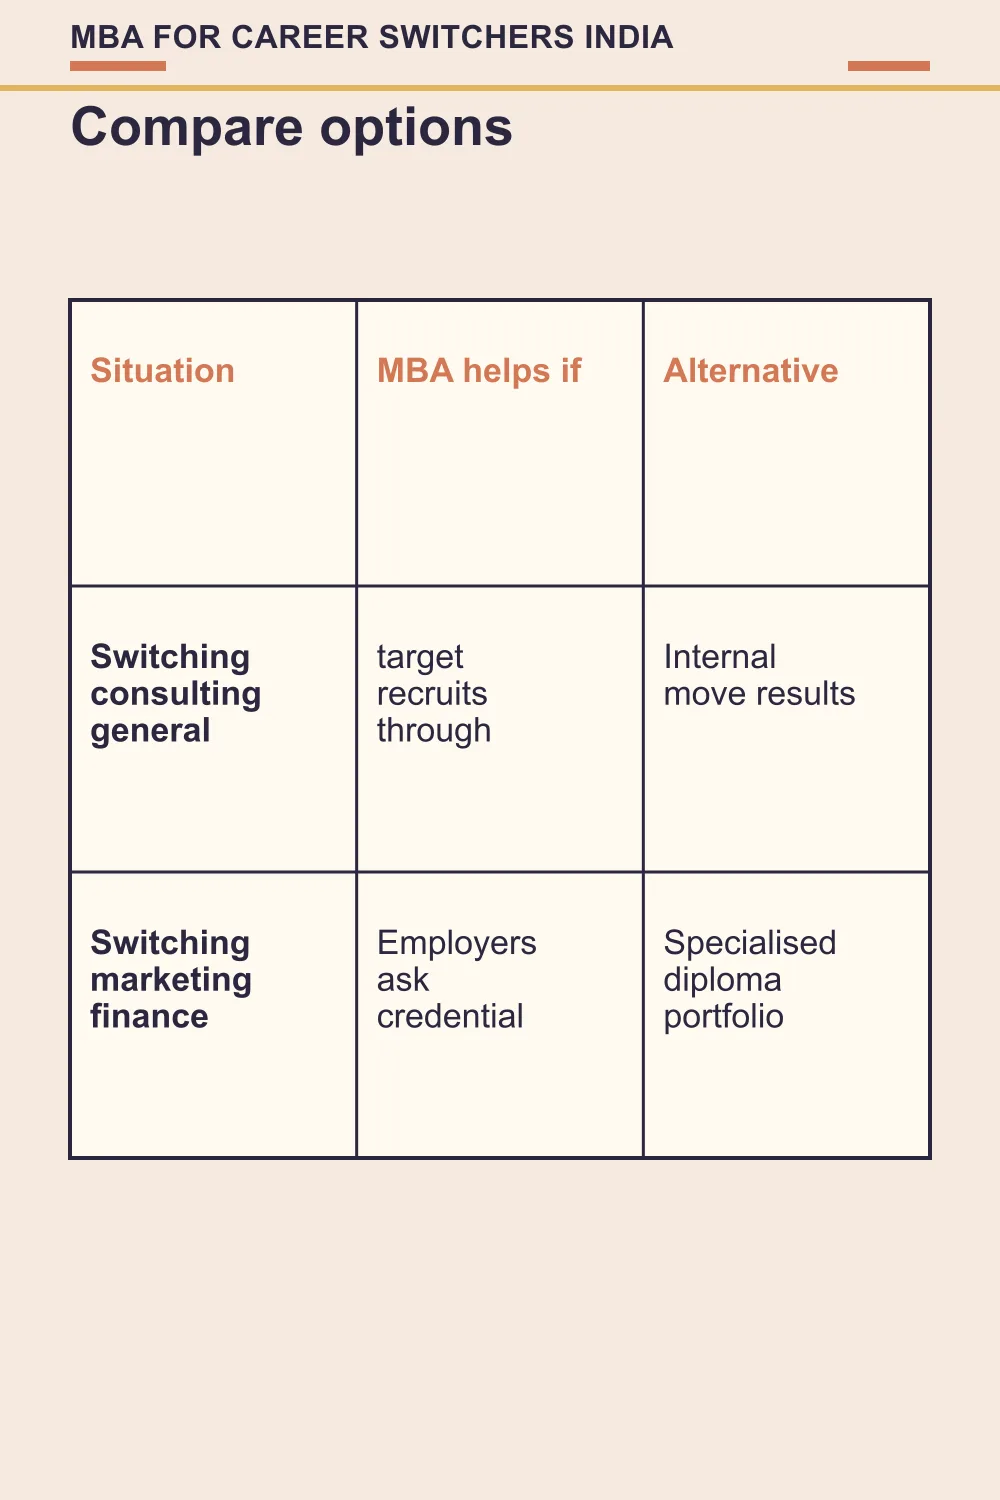 MBA FOR CAREER SWITCHERS INDIA
Compare options
Situation
MBA helps if
Alternative
Switching
consulting
general
target
recruits
through
Internal
move results
Switching
marketing
finance
Employers
ask
credential
Specialised
diploma
portfolio